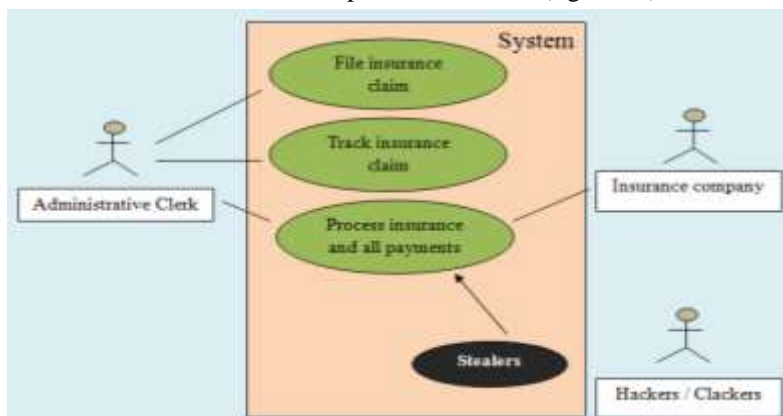 System
File insurance
claim
Track insurance
claim
Administrative Clerk
Insurance company
Process insurance
and all payments
Stealers
Hackers / Clackers